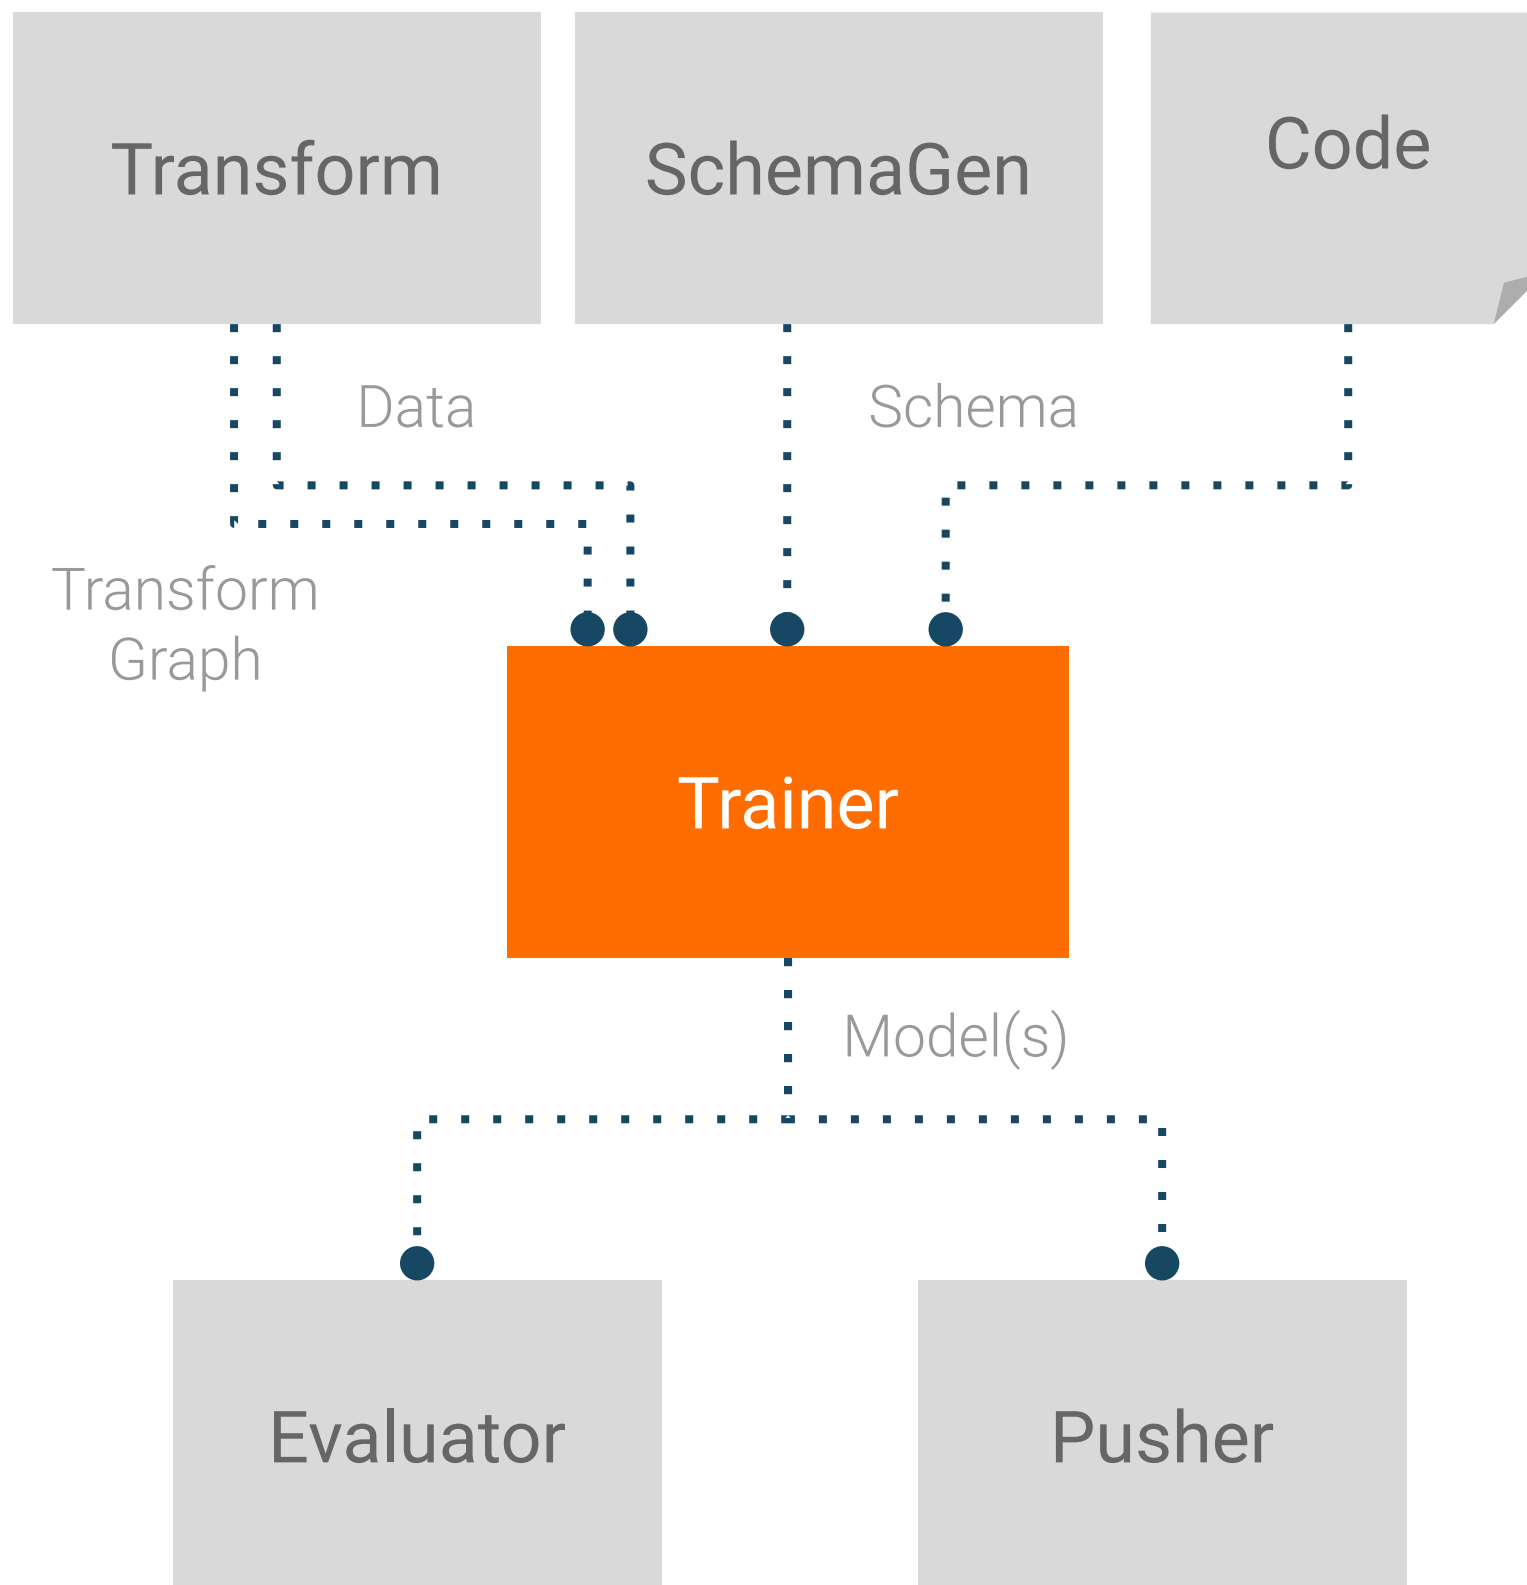 Transform
SchemaGen
Code
Data
Schema
Transform
Graph
Trainer
Model(s)
Evaluator
Pusher